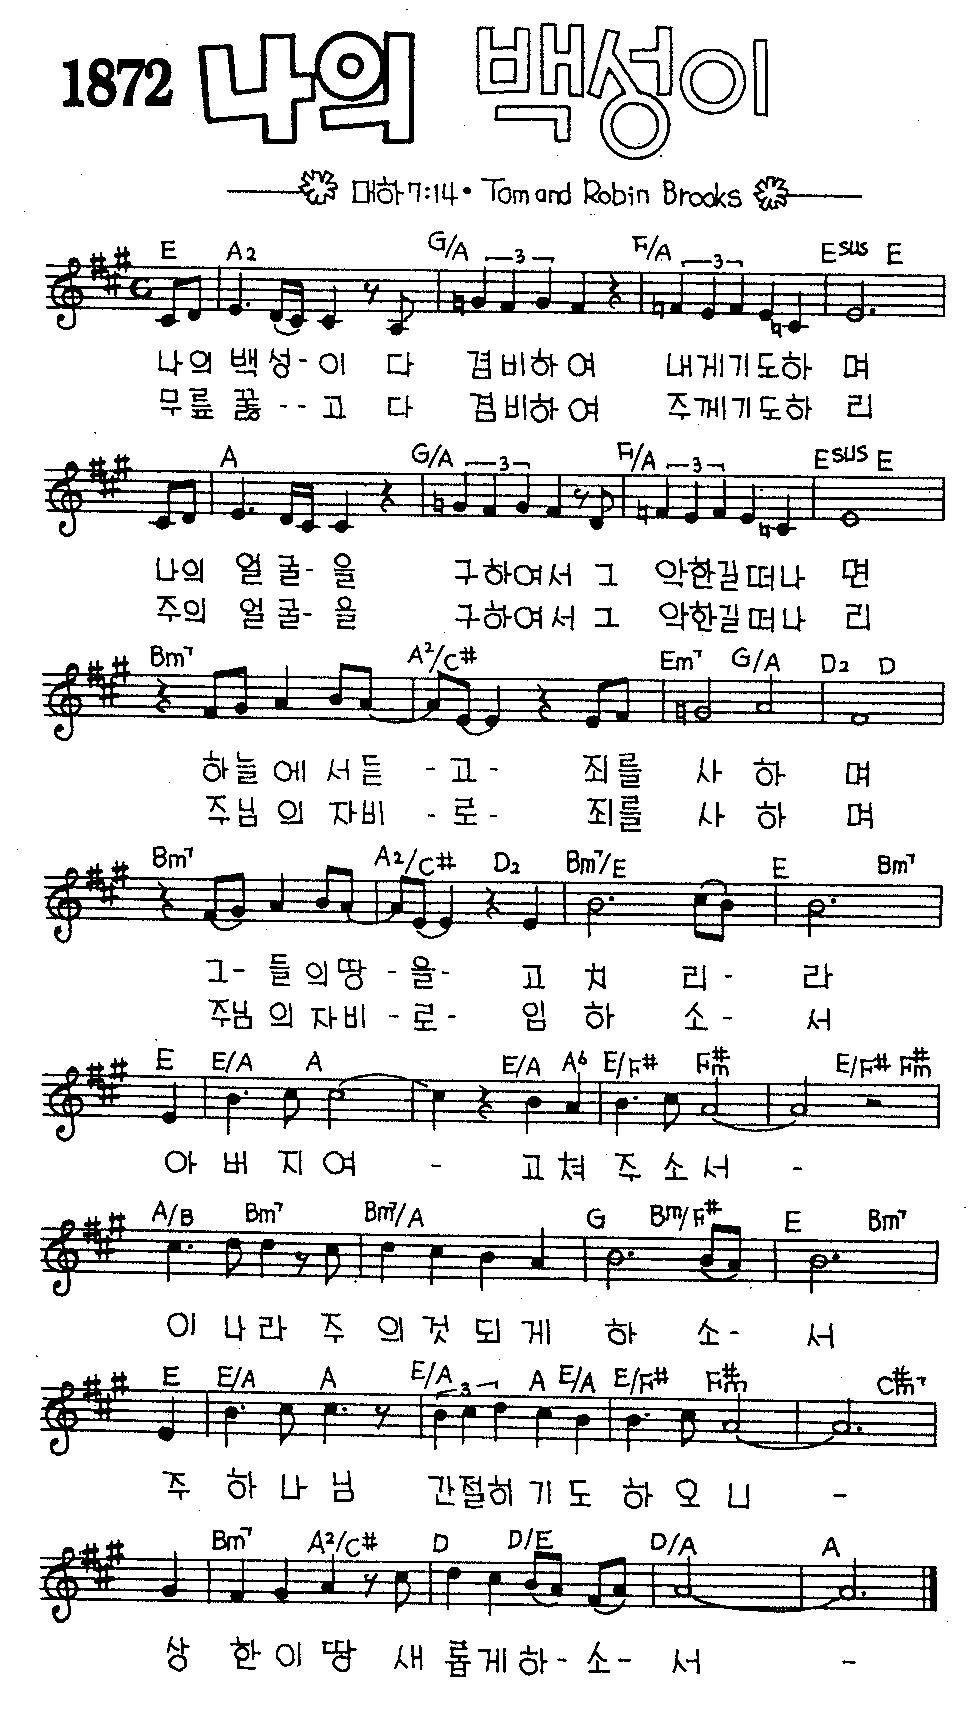 1872 나의 백성이
대하 7:14 • Tom and Robin Brooks
E A2 G/A 3 F/A 3 Esus E
나의 백성-이 다 겸비하여 내게기도하 며
무릎 꿇--고 다 겸비하여 주께기도하 리
A G/A 3 F/A 3 Esus E
나의 얼굴-을 구하여서 그 악한길떠나 면
주의 얼굴-을 구하여서 그 악한길떠나 리
Bm7 A2/C# Em7 G/A D2 D
하늘에서듣 -고- 죄를 사 하 며
주님의자비 -로- 죄를 사 하 며
Bm7 A2/C# D2 Bm7/E E Bm7
그-들의땅 -을- 고 치 리- 라
주님의자비 -로- 임 하 소- 서
E E/A A E/A A6 E/F# F#m E/F# F#m
아 버 지 여 - 고쳐 주 소 서 -
A/B Bm7 Bm7/A G Bm/F# E Bm7
이 나 라 주 의 것 되 게 하 소- 서
E E/A A E/A 3 A E/A E/F# F#m C#m7
주 하 나 님 간절히 기 도 하 오 니 -
Bm7 A2/C# D D/E D/A A
상 한 이 땅 새 롭게하- 소- 서 -